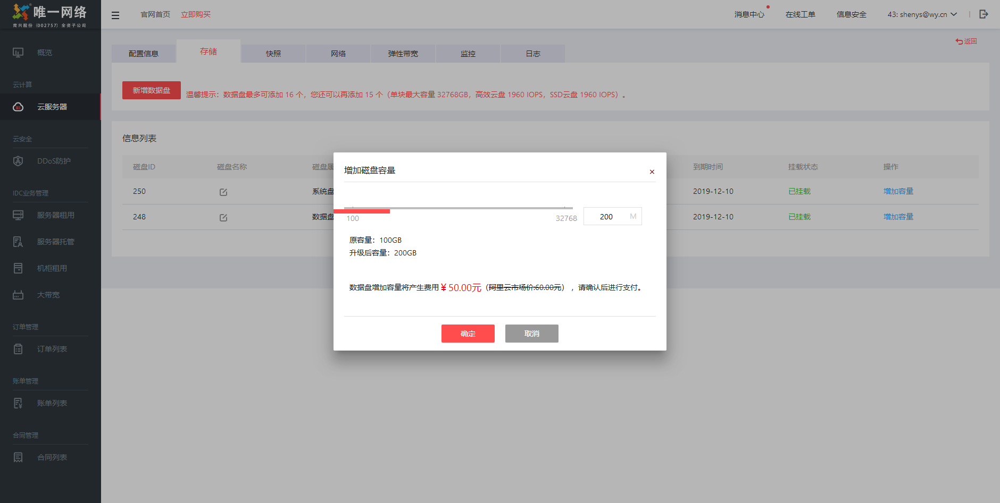 唯一网络
南兴股份（002757）全资子公司
官网首页
立即购买
消息中心
在线工单
信息安全
43: shenys@wy.cn
返回
概览
云计算
云服务器
云安全
DDoS防护
IDC业务管理
服务器租用
服务器托管
机柜租用
大带宽
订单管理
订单列表
账单管理
账单列表
合同管理
合同列表
配置信息
存储
快照
网络
弹性带宽
监控
日志
新增数据盘
温馨提示：数据盘最多可添加 16 个，您还可以再添加 15 个（单块最大容量 32768GB，高效云盘 1960 IOPS，SSD云盘 1960 IOPS）。
信息列表
磁盘ID 磁盘名称 磁盘属 到期时间 挂载状态 操作
250 系统盘 2019-12-10 已挂载 增加容量
248 数据盘 2019-12-10 已挂载 增加容量
增加磁盘容量
×
100
32768
200 M
原容量：100GB
升级后容量：200GB
数据盘增加容量将产生费用 ¥ 50.00元（阿里云市场价:60.00元），请确认后进行支付。
确定
取消